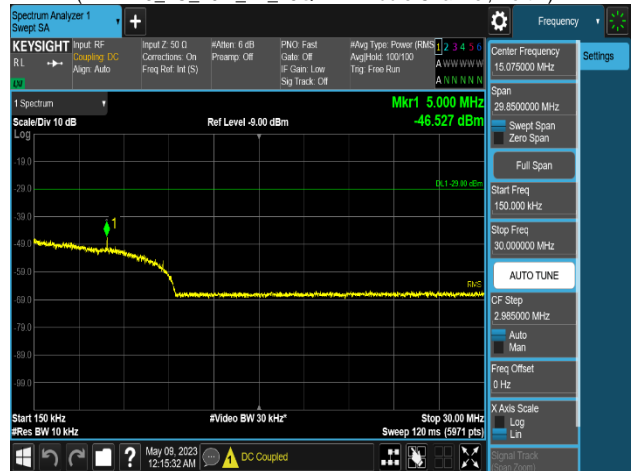 Spectrum Analyzer 1
Swept SA
Frequency
KEYSIGHT
RL
Align: Auto
Input: RF
Coupling: DC
Input Z: 50 Ω
Corrections: On
Freq Ref: Int (S)
#Atten: 6 dB
Preamp: Off
PNO: Fast
Gate: Off
IF Gain: Low
Sig Track: Off
#Avg Type: Power (RMS
Avg|Hold: 100/100
Trig: Free Run
1 2 3 4 5 6
A W W W W W
A N N N N N
Center Frequency
15.075000 MHz
Settings
Span
29.8500000 MHz
Swept Span
Zero Span
Full Span
Start Freq
150.000 kHz
Stop Freq
30.000000 MHz
AUTO TUNE
CF Step
2.985000 MHz
Auto
Man
Freq Offset
0 Hz
X Axis Scale
Log
Lin
Signal Track
(Span Zoom)
1 Spectrum
Scale/Div 10 dB
Log
Ref Level -9.00 dBm
Mkr1 5.000 MHz
-46.527 dBm
-19.0
-29.0
DL1 -29.00 dBm
-39.0
1
-49.0
-59.0
RMS
-69.0
-79.0
-89.0
-99.0
Start 150 kHz
#Video BW 30 kHz*
Stop 30.00 MHz
#Res BW 10 kHz
Sweep 120 ms (5971 pts)
May 09, 2023
12:15:32 AM
DC Coupled